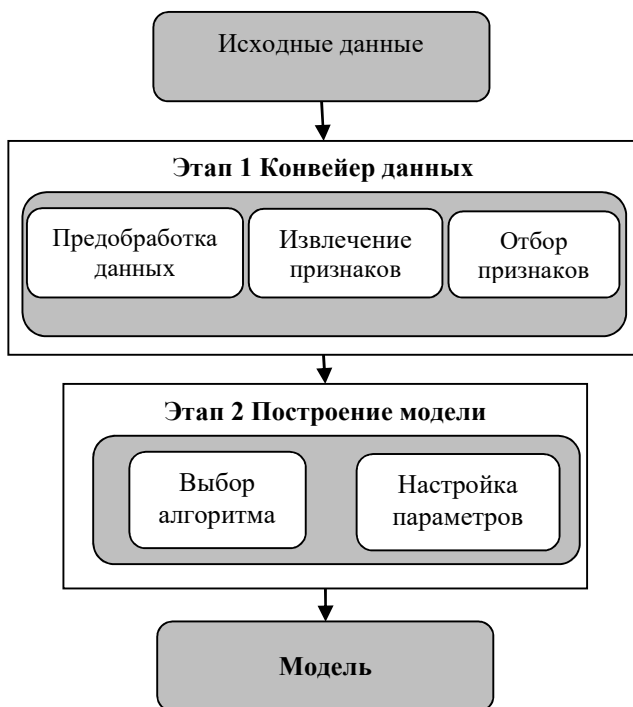 Исходные данные
Этап 1 Конвейер данных
Предобработка
данных
Извлечение
признаков
Отбор
признаков
Этап 2 Построение модели
Выбор
алгоритма
Настройка
параметров
Модель